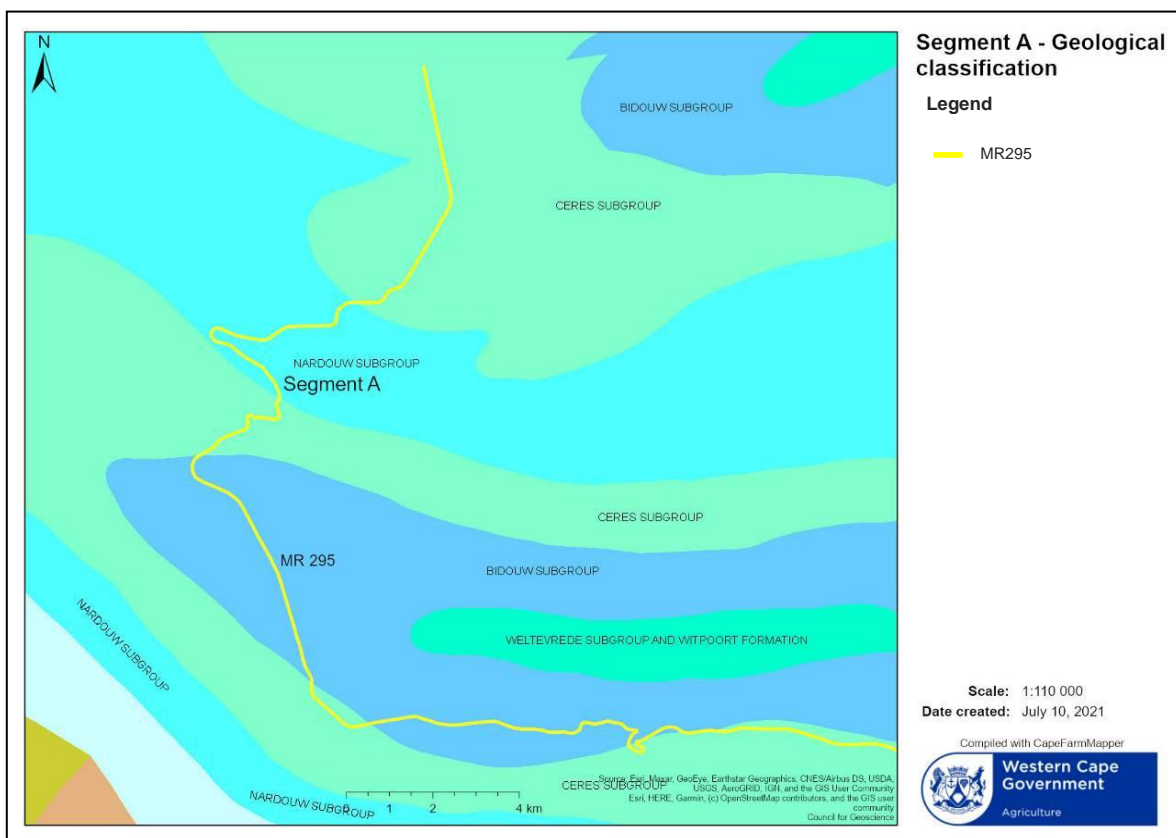 N
Segment A - Geological
classification
Legend
MR295
BIDOUW SUBGROUP
CERES SUBGROUP
NARDOUW SUBGROUP
Segment A
CERES SUBGROUP
MR 295
BIDOUW SUBGROUP
NARDOUW SUBGROUP
WELTEVREDE SUBGROUP AND WITPOORT FORMATION
Scale: 1:110 000
Date created: July 10, 2021
Compiled with CapeFarmMapper
Western Cape
Government
Agriculture
CERES SUBGROUP
NARDOUW SUBGROUP
0 1 2 4 km
Source: Esri, Maxar, GeoEye, Earthstar Geographics, CNES/Airbus DS, USDA,
USGS, AeroGRID, IGN, and the GIS User Community
Esri, HERE, Garmin, (c) OpenStreetMap contributors, and the GIS user
community
Council for Geoscience